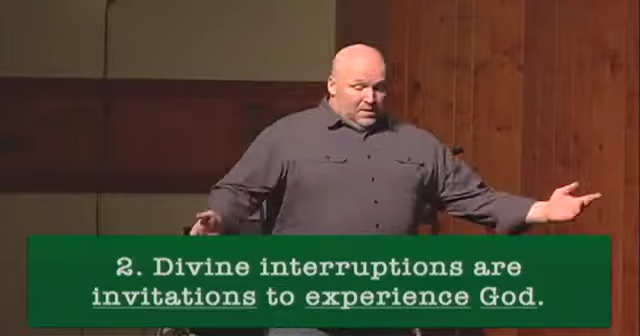 2. Divine interruptions are
invitations to experience God.